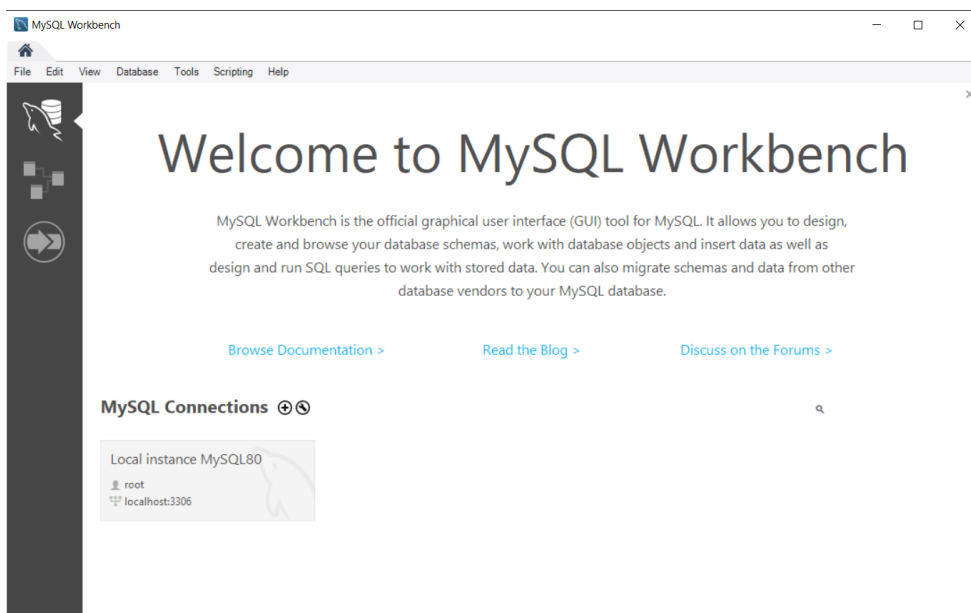 MySQL Workbench
File Edit View Database Tools Scripting Help
Welcome to MySQL Workbench
MySQL Workbench is the official graphical user interface (GUI) tool for MySQL. It allows you to design,
create and browse your database schemas, work with database objects and insert data as well as
design and run SQL queries to work with stored data. You can also migrate schemas and data from other
database vendors to your MySQL database.
Browse Documentation > Read the Blog > Discuss on the Forums >
MySQL Connections
Local instance MySQL80
root
localhost:3306